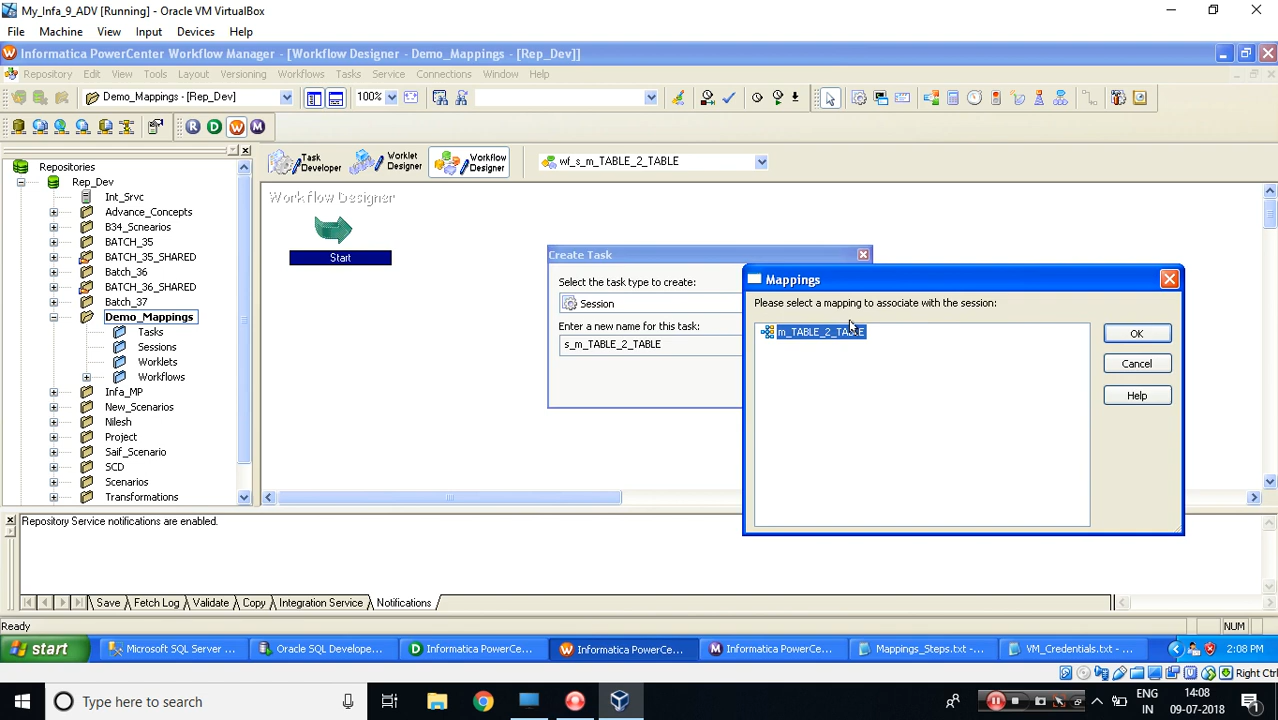 My_Infa_9_ADV [Running] - Oracle VM VirtualBox
File Machine View Input Devices Help
Informatica PowerCenter Workflow Manager - [Workflow Designer - Demo_Mappings - [Rep_Dev]]
Repository Edit View Tools Layout Versioning Workflows Tasks Service Connections Window Help
Demo_Mappings - [Rep_Dev] 100%
R D W M
Repositories
Rep_Dev
Int_Srvc
Advance_Concepts
B34_Scnearios
BATCH_35
BATCH_35_SHARED
Batch_36
BATCH_36_SHARED
Batch_37
Demo_Mappings
Tasks
Sessions
Worklets
Workflows
Infa_MP
New_Scenarios
Nilesh
Project
Saif_Scenario
SCD
Scenarios
Transformations
Task Developer
Worklet Designer
Workflow Designer
wf_s_m_TABLE_2_TABLE
Workflow Designer
Start
Create Task
Select the task type to create:
Session
Enter a new name for this task:
s_m_TABLE_2_TABLE
Mappings
Please select a mapping to associate with the session:
m_TABLE_2_TABLE
OK
Cancel
Help
Repository Service notifications are enabled.
Save Fetch Log Validate Copy Integration Service Notifications
Ready NUM
start Microsoft SQL Server ... Oracle SQL Develope... Informatica PowerCen... Informatica PowerCe... Informatica PowerCe... Mappings_Steps.txt -... VM_Credentials.txt - ... 2:08 PM
Right Ctrl
Type here to search
ENG
IN
14:08
09-07-2018